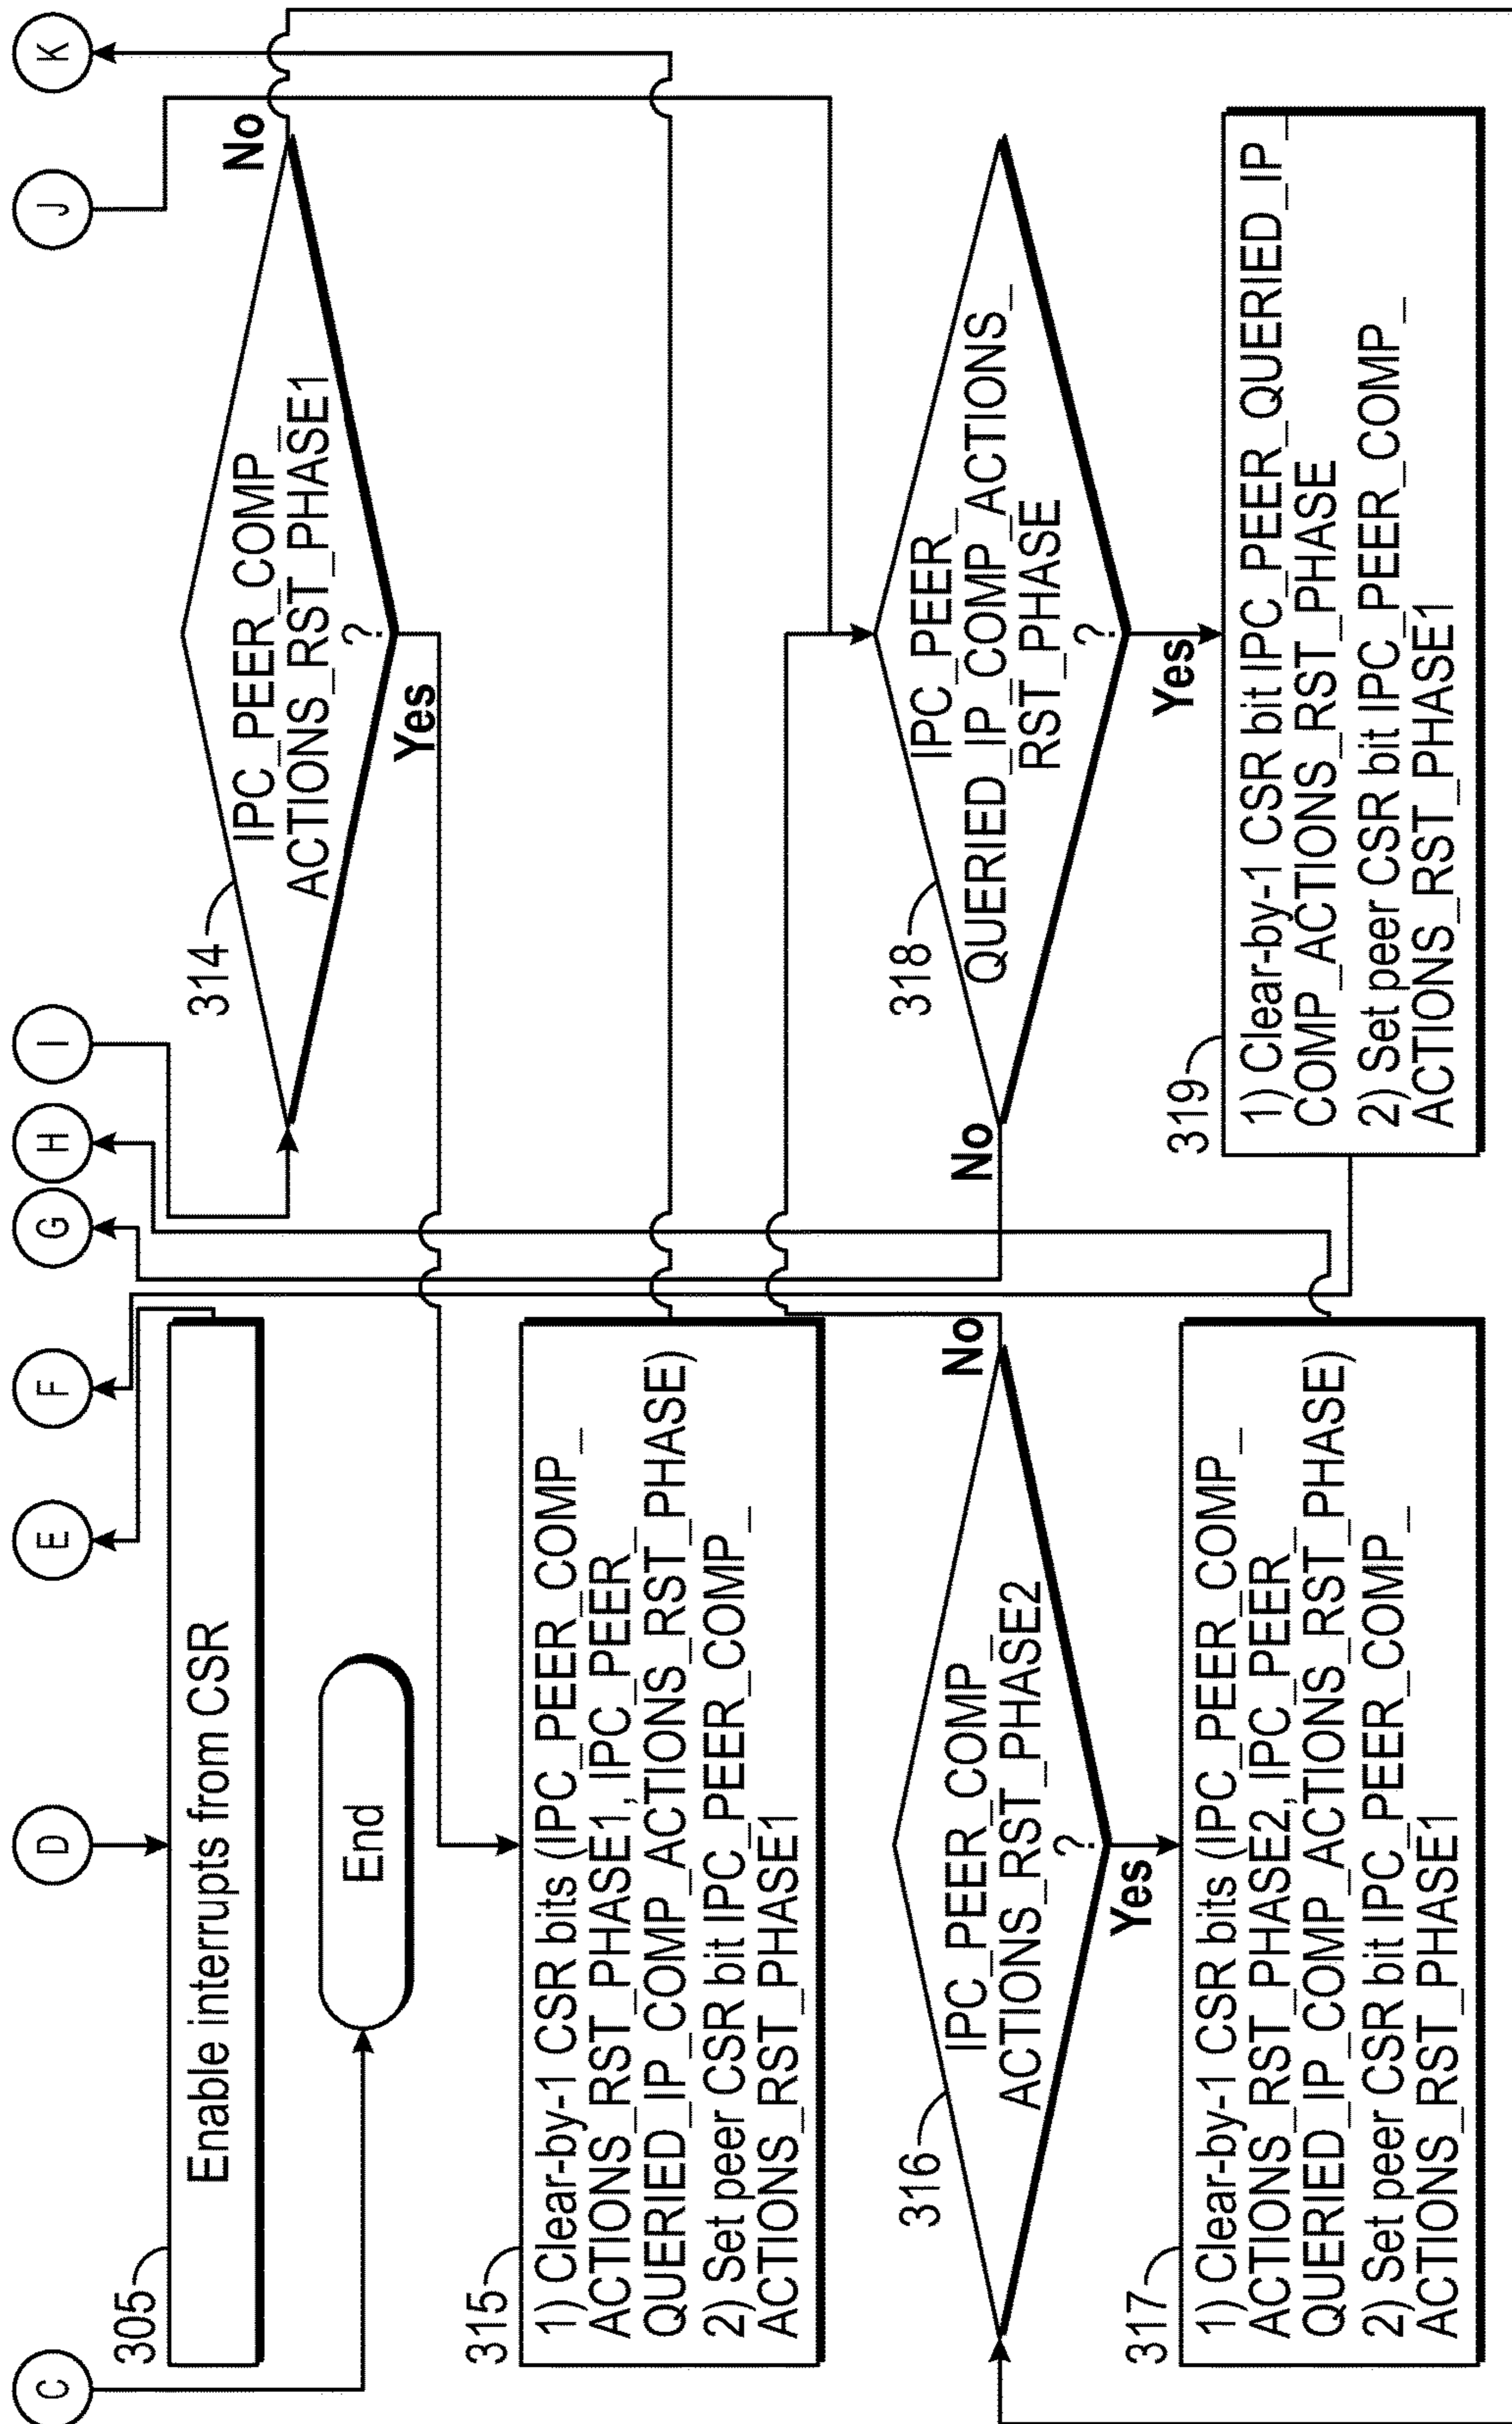 C
D
E
F
G
H
I
J
K
305
Enable interrupts from CSR
End
314
IPC_PEER_COMP_
ACTIONS_RST_PHASE1
?
No
Yes
315
1) Clear-by-1 CSR bits (IPC_PEER_COMP_
ACTIONS_RST_PHASE1, IPC_PEER_
QUERIED_IP_COMP_ACTIONS_RST_PHASE)
2) Set peer CSR bit IPC_PEER_COMP_
ACTIONS_RST_PHASE1
316
IPC_PEER_COMP_
ACTIONS_RST_PHASE2
?
No
Yes
318
IPC_PEER_
QUERIED_IP_COMP_ACTIONS_
RST_PHASE
?
No
Yes
317
1) Clear-by-1 CSR bits (IPC_PEER_COMP_
ACTIONS_RST_PHASE2, IPC_PEER_
QUERIED_IP_COMP_ACTIONS_RST_PHASE)
2) Set peer CSR bit IPC_PEER_COMP_
ACTIONS_RST_PHASE1
319
1) Clear-by-1 CSR bit IPC_PEER_QUERIED_IP_
COMP_ACTIONS_RST_PHASE
2) Set peer CSR bit IPC_PEER_COMP_
ACTIONS_RST_PHASE1